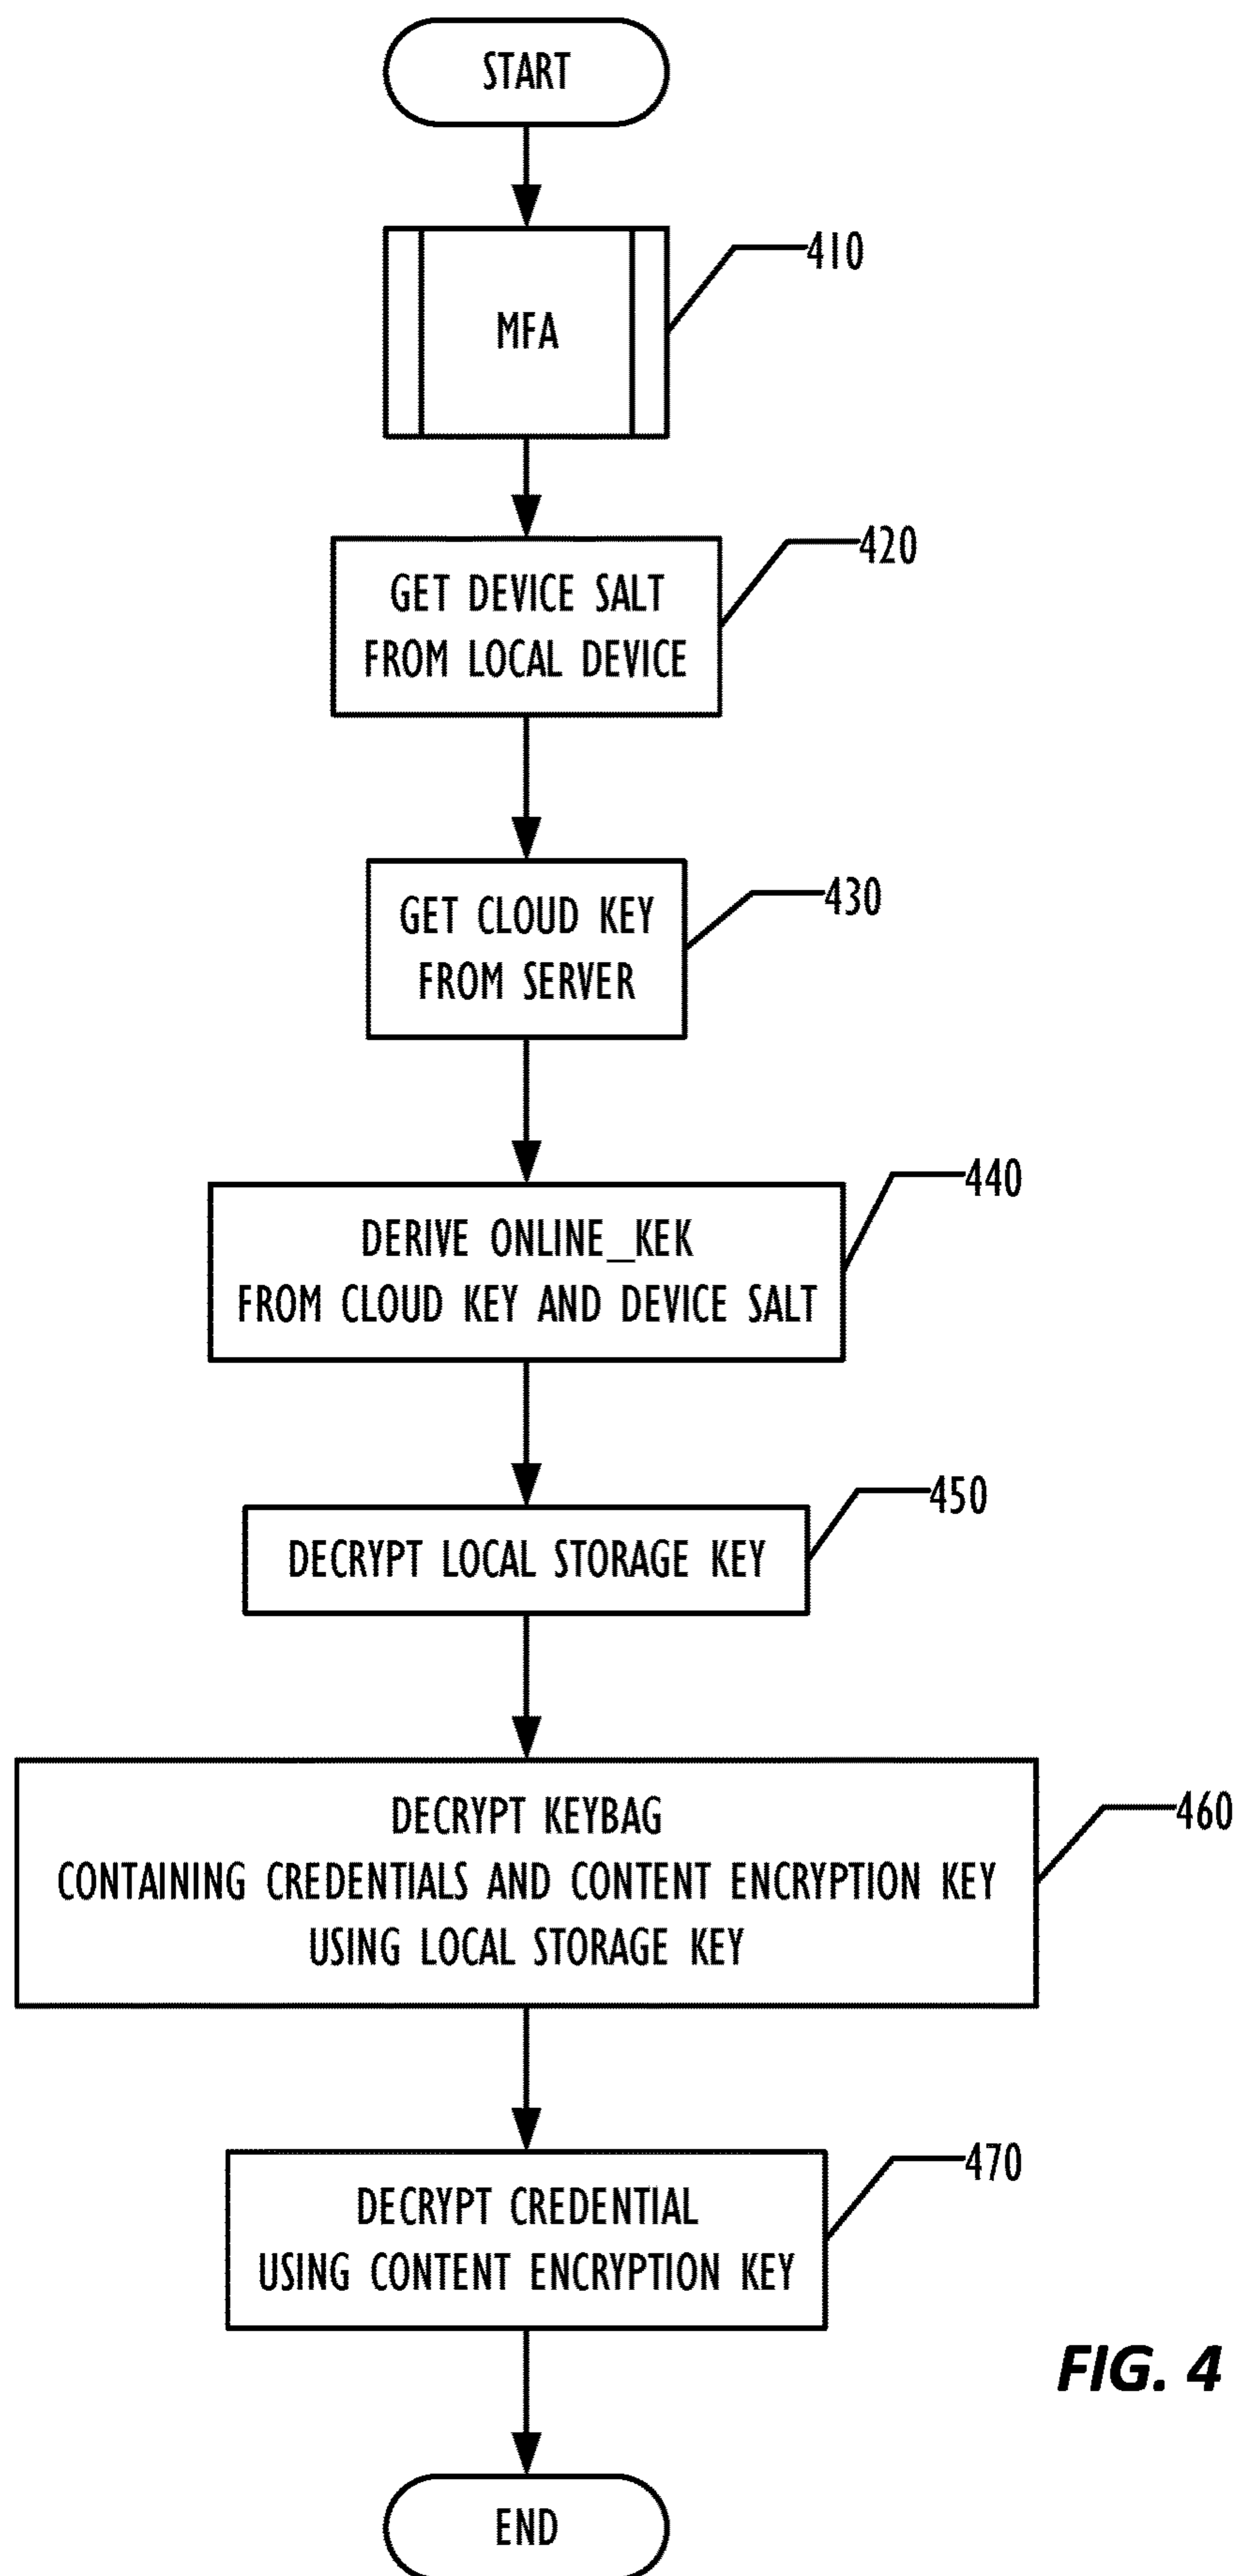 START
MFA
410
GET DEVICE SALT
FROM LOCAL DEVICE
420
GET CLOUD KEY
FROM SERVER
430
DERIVE ONLINE_KEK
FROM CLOUD KEY AND DEVICE SALT
440
DECRYPT LOCAL STORAGE KEY
450
DECRYPT KEYBAG
CONTAINING CREDENTIALS AND CONTENT ENCRYPTION KEY
USING LOCAL STORAGE KEY
460
DECRYPT CREDENTIAL
USING CONTENT ENCRYPTION KEY
470
FIG. 4
END